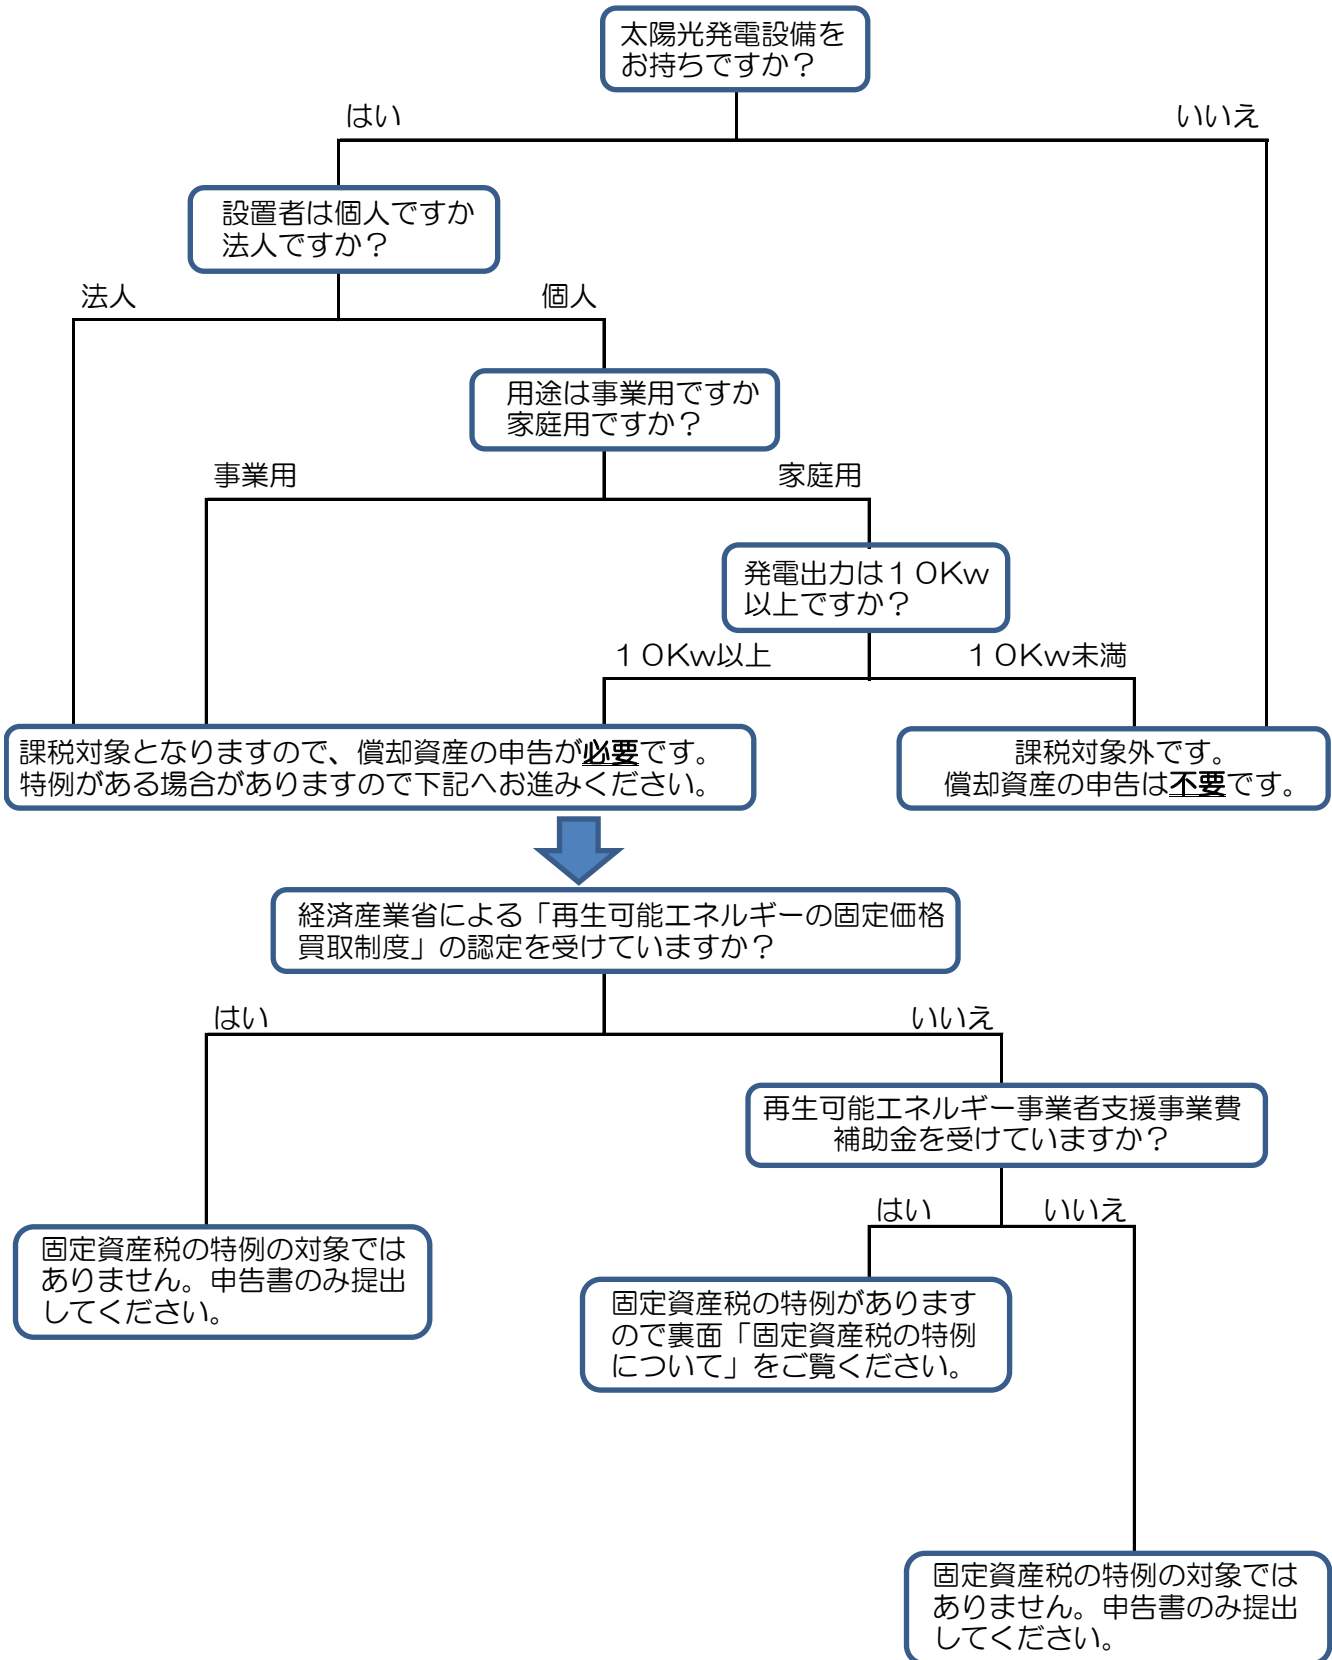 太陽光発電設備を
お持ちですか？
はい
いいえ
設置者は個人ですか
法人ですか？
法人
個人
用途は事業用ですか
家庭用ですか？
事業用
家庭用
発電出力は１０Kw
以上ですか？
１０Kw以上
１０Kw未満
課税対象となりますので、償却資産の申告が必要です。
特例がある場合がありますので下記へお進みください。
課税対象外です。
償却資産の申告は不要です。
経済産業省による「再生可能エネルギーの固定価格
買取制度」の認定を受けていますか？
はい
いいえ
再生可能エネルギー事業者支援事業費
補助金を受けていますか？
はい
いいえ
固定資産税の特例の対象では
ありません。申告書のみ提出
してください。
固定資産税の特例があります
ので裏面「固定資産税の特例
について」をご覧ください。
固定資産税の特例の対象では
ありません。申告書のみ提出
してください。